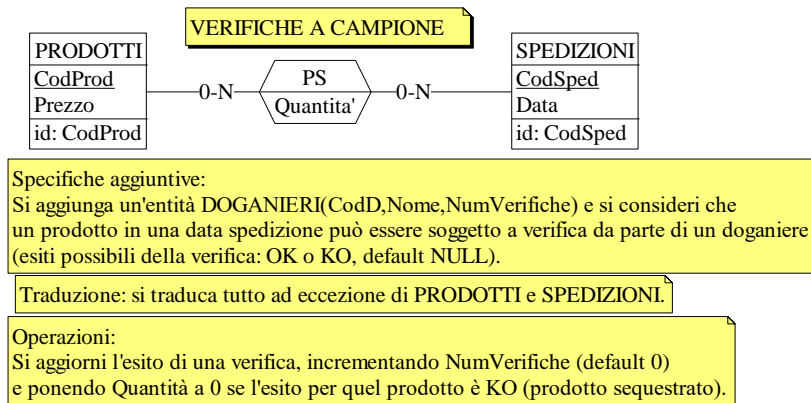 VERIFICHE A CAMPIONE
PRODOTTI
CodProd
Prezzo
id: CodProd
0-N
PS
Quantita'
0-N
SPEDIZIONI
CodSped
Data
id: CodSped
Specifiche aggiuntive:
Si aggiunga un'entità DOGANIERI(CodD,Nome,NumVerifiche) e si consideri che
un prodotto in una data spedizione può essere soggetto a verifica da parte di un doganiere
(esiti possibili della verifica: OK o KO, default NULL).
Traduzione: si traduca tutto ad eccezione di PRODOTTI e SPEDIZIONI.
Operazioni:
Si aggiorni l'esito di una verifica, incrementando NumVerifiche (default 0)
e ponendo Quantità a 0 se l'esito per quel prodotto è KO (prodotto sequestrato).